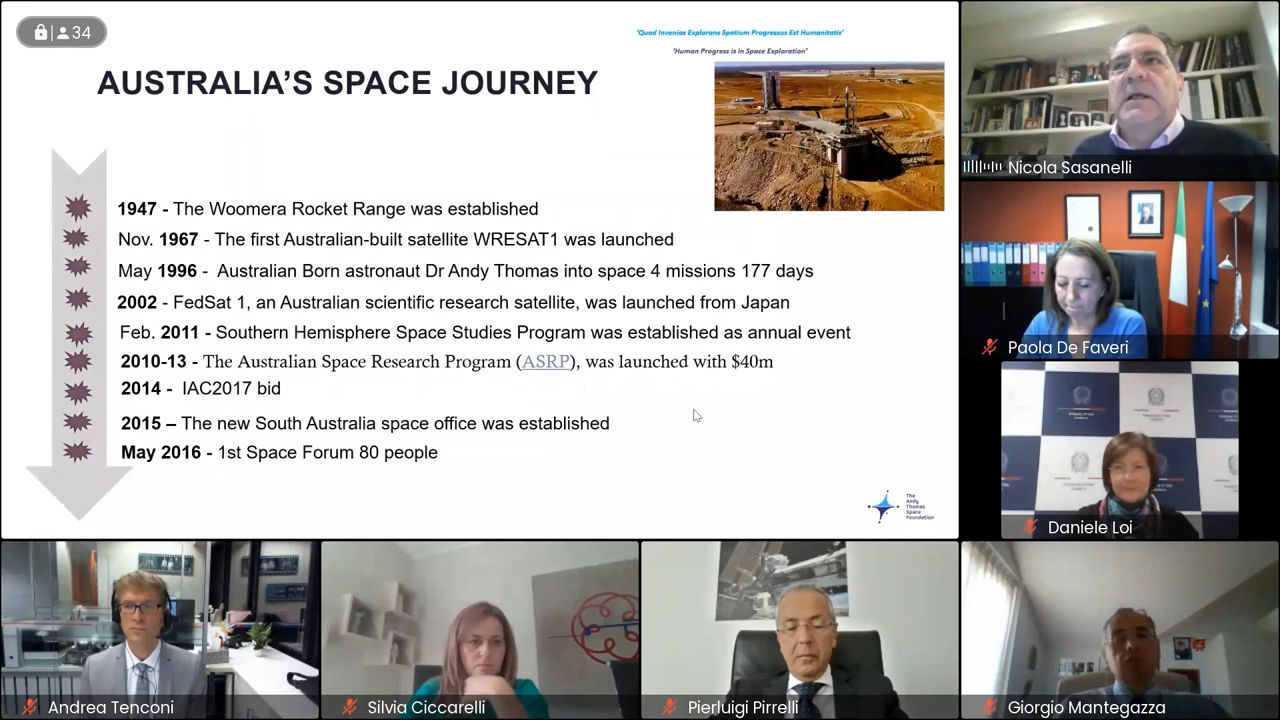 34
'Quod Invenias Explorans Spatium Progressus Est Humanitatis'
'Human Progress is in Space Exploration'
AUSTRALIA'S SPACE JOURNEY
1947 - The Woomera Rocket Range was established
Nov. 1967 - The first Australian-built satellite WRESAT1 was launched
May 1996 - Australian Born astronaut Dr Andy Thomas into space 4 missions 177 days
2002 - FedSat 1, an Australian scientific research satellite, was launched from Japan
Feb. 2011 - Southern Hemisphere Space Studies Program was established as annual event
2010-13 - The Australian Space Research Program (ASRP), was launched with $40m
2014 - IAC2017 bid
2015 – The new South Australia space office was established
May 2016 - 1st Space Forum 80 people
The
Andy
Thomas
Space
Foundation
Nicola Sasanelli
Paola De Faveri
Daniele Loi
Andrea Tenconi
Silvia Ciccarelli
Pierluigi Pirrelli
Giorgio Mantegazza